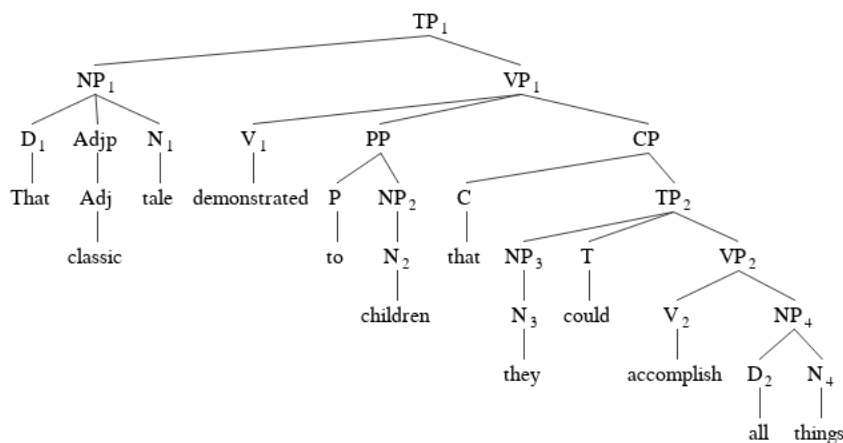 TP₁
NP₁ VP₁
D₁ Adjp N₁ V₁ PP CP
That Adj tale demonstrated P NP₂ C TP₂
classic to N₂ that NP₃ T VP₂
children N₃ could V₂ NP₄
they accomplish D₂ N₄
all things